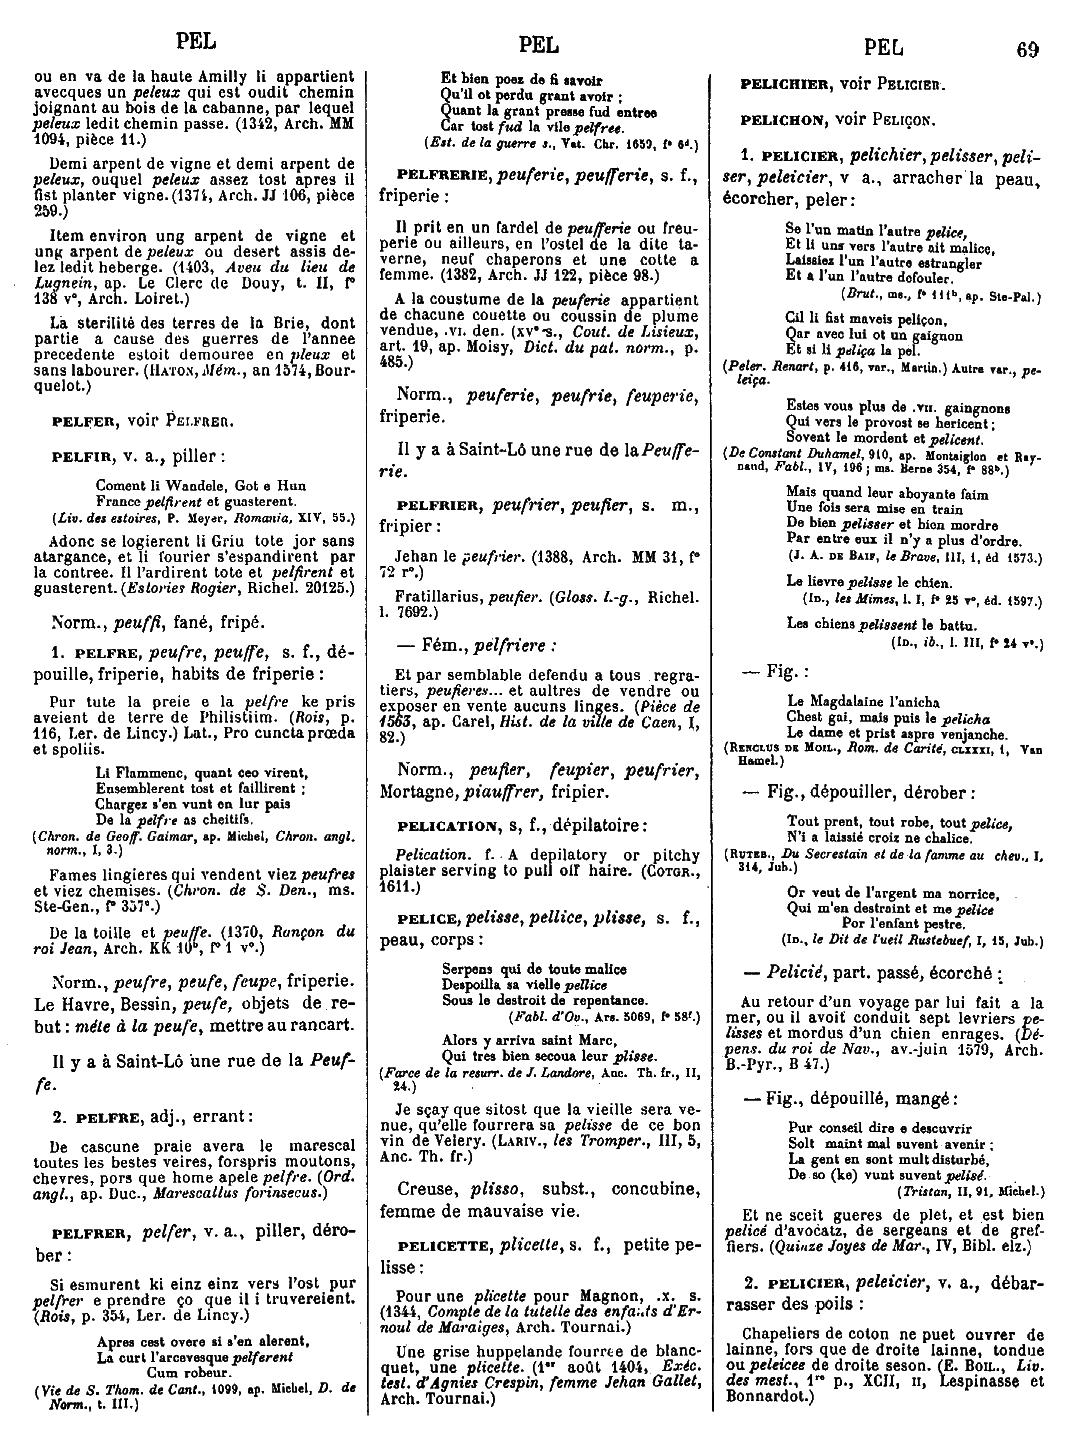 PEL
PEL
PEL
69
ou en va de la haute Amilly li appartient
avecques un peleux qui est oudit chemin
joignant au bois de la cabanne, par lequel
peleux ledit chemin passe. (1342, Arch. MM
1094, pièce 11.)
Demi arpent de vigne et demi arpent de
peleux, ouquel peleux assez tost apres il
fist planter vigne. (1371, Arch. JJ 106, pièce
259.)
Item environ ung arpent de vigne et
ung arpent de peleux ou desert assis de-
lez ledit heberge. (1403, Aveu du lieu de
Lugnein, ap. Le Clerc de Douy, t. II, f°
138 v°, Arch. Loiret.)
La sterilité des terres de la Brie, dont
partie a cause des guerres de l'annee
precedente estoit demouree en pleux et
sans labourer. (HATON, Mém., an 1574, Bour-
quelot.)
PELFER, voir PELFRER.
PELFIR, v. a., piller :
Coment li Wandele, Got e Hun
France pelfirent et guasterent.
(Liv. des estoires, P. Meyer, Romania, XIV, 55.)
Adonc se logierent li Griu tote jor sans
atargance, et li fourier s'espandirent par
la contree. Il l'ardirent tote et pelfirent et
guasterent. (Estories Rogier, Richel. 20125.)
Norm., peuffi, fané, fripé.
1. PELFRE, peufre, peuffe, s. f., dé-
pouille, friperie, habits de friperie :
Pur tute la preie e la pelfre ke pris
aveient de terre de Philistiim. (Rois, p.
116, Ler. de Lincy.) Lat., Pro cuncta præda
et spoliis.
Li Flammenc, quant ceo virent,
Ensemblerent tost et faillirent ;
Chargez s'en vunt en lur pais
De la pelfre as cheitifs.
(Chron. de Geoff. Gaimar, ap. Michel, Chron. angl.
norm., I, 3.)
Fames lingieres qui vendent viez peufres
et viez chemises. (Chron. de S. Den., ms.
Ste-Gen., f° 357ᶜ.)
De la toille et peuffe. (1370, Rançon du
roi Jean, Arch. KK 10ᵇ, f° 1 v°.)
Norm., peufre, peufe, feupe, friperie.
Le Havre, Bessin, peufe, objets de re-
but : méle à la peufe, mettre au rancart.
Il y a à Saint-Lô une rue de la Peuf-
fe.
2. PELFRE, adj., errant :
De cascune praie avera le marescal
toutes les bestes veires, forspris moutons,
chevres, pors que home apele pelfre. (Ord.
angl., ap. Duc., Marescallus forinsecus.)
PELFRER, pelfer, v. a., piller, déro-
ber :
Si esmurent ki einz einz vers l'ost pur
pelfrer e prendre ço que il i truvereient.
(Rois, p. 354, Ler. de Lincy.)
Apres cest overe si s'en alerent,
La curt l'arcevesque pelferent
Cum robeur.
(Vie de S. Thom. de Cant., 1099, ap. Michel, D. de
Norm., t. III.)
Et bien poez de fi savoir
Qu'il ot perdu grant avoir ;
Quant la grant presse fud entree
Car tost fud la vile pelfree.
(Est. de la guerre s., Vat. Chr. 1659, f° 6ᵈ.)
PELFRERIE, peuferie, peufferie, s. f.,
friperie :
Il prit en un fardel de peufferie ou freu-
perie ou ailleurs, en l'ostel de la dite ta-
verne, neuf chaperons et une cotte a
femme. (1382, Arch. JJ 122, pièce 98.)
A la coustume de la peuferie appartient
de chacune couette ou coussin de plume
vendue, .VI. den. (XVᵉ s., Cout. de Lisieux,
art. 19, ap. Moisy, Dict. du pat. norm., p.
485.)
Norm., peuferie, peufrie, feuperie,
friperie.
Il y a à Saint-Lô une rue de la Peuffe-
rie.
PELFRIER, peufrier, peufier, s. m.,
fripier :
Jehan le peufrier. (1388, Arch. MM 31, f°
72 r°.)
Fratillarius, peufier. (Gloss. l.-g., Richel.
l. 7692.)
— Fém., pelfriere :
Et par semblable defendu a tous regra-
tiers, peufieres... et aultres de vendre ou
exposer en vente aucuns linges. (Pièce de
1563, ap. Carel, Hist. de la ville de Caen, I,
82.)
Norm., peufier, feupier, peufrier,
Mortagne, piauffrer, fripier.
PELICATION, s, f., dépilatoire :
Pelication. f. A depilatory or pitchy
plaister serving to pull off haire. (COTGR.,
1611.)
PELICE, pelisse, pellice, plisse, s. f.,
peau, corps :
Serpens qui de toute malice
Despoilla sa vielle pellice
Sous le destroit de repentance.
(Fabl. d'Ov., Ars. 5069, f° 58ᶠ.)
Alors y arriva saint Marc,
Qui tres bien secoua leur plisse.
(Farce de la resurr. de J. Landore, Anc. Th. fr., II,
24.)
Je sçay que sitost que la vieille sera ve-
nue, qu'elle fourrera sa pelisse de ce bon
vin de Velery. (LARIV., les Tromper., III, 5,
Anc. Th. fr.)
Creuse, plisso, subst., concubine,
femme de mauvaise vie.
PELICETTE, plicette, s. f., petite pe-
lisse :
Pour une plicette pour Magnon, .x. s.
(1344, Compte de la tutelle des enfants d'Er-
noul de Maraiges, Arch. Tournai.)
Une grise huppelande fourree de blanc-
quet, une plicette. (1ᵉʳ août 1404, Exéc.
test. d'Agnies Crespin, femme Jehan Gallet,
Arch. Tournai.)
PELICHIER, voir PELICIER.
PELICHON, voir PELIÇON.
1. PELICIER, pelichier, pelisser, peli-
ser, peleicier, v a., arracher la peau,
écorcher, peler :
Se l'un matin l'autre pelice,
Et li uns vers l'autre ait malice,
Laissiez l'un l'autre estrangler
Et a l'un l'autre defouler.
(Brut., ms., f° 111ᵇ, ap. Ste-Pal.)
Cil li fist maveis peliçon,
Qar avec lui ot un gaignon
Et si li peliça la pel.
(Peler. Renart, p. 416, var., Martin.) Autre var., pe-
leiça.
Estes vous plus de .VII. gaingnons
Qui vers le provost se hericent ;
Sovent le mordent et pelicent.
(De Constant Duhamel, 910, ap. Montaiglon et Ray-
naud, Fabl., IV, 196 ; ms. Berne 354, f° 88ᵇ.)
Mais quand leur aboyante faim
Une fois sera mise en train
De bien pelisser et bien mordre
Par entre eux il n'y a plus d'ordre.
(J. A. DE BAIF, le Brave, III, 1, éd 1573.)
Le lievre pelisse le chien.
(ID., les Mimes, l. I, f° 25 v°, éd. 1597.)
Les chiens pelissent le battu.
(ID., ib., l. III, f° 24 v°.)
— Fig. :
Le Magdalaine l'anicha
Chest gai, mais puis le pelicha
Le dame et prist aspre venjanche.
(RENCLUS DE MOIL., Rom. de Carité, CLXXI, 1, Van
Hamel.)
— Fig., dépouiller, dérober :
Tout prent, tout robe, tout pelice,
N'i a laissié croiz ne chalice.
(RUTEB., Du Secrestain et de la famme au chev., I,
314, Jub.)
Or veut de l'argent ma norrice,
Qui m'en destraint et me pelice
Por l'enfant pestre.
(ID., le Dit de l'ueil Rustebuef, I, 15, Jub.)
— Pelicié, part. passé, écorché :
Au retour d'un voyage par lui fait a la
mer, ou il avoit conduit sept levriers pe-
lisses et mordus d'un chien enrages. (Dé-
pens. du roi de Nav., av.-juin 1579, Arch.
B.-Pyr., B 47.)
— Fig., dépouillé, mangé :
Pur conseil dire e descuvrir
Solt maint mal suvent avenir ;
La gent en sont mult disturbé,
De so (ke) vunt suvent pelisé.
(Tristan, II, 91, Michel.)
Et ne sceit gueres de plet, et est bien
pelicé d'avocatz, de sergeans et de gref-
fiers. (Quinze Joyes de Mar., IV, Bibl. elz.)
2. PELICIER, peleicier, v. a., débar-
rasser des poils :
Chapeliers de coton ne puet ouvrer de
lainne, fors que de droite lainne, tondue
ou peleicee de droite seson. (E. BOIL., Liv.
des mest., 1ʳᵉ p., XCII, II, Lespinasse et
Bonnardot.)